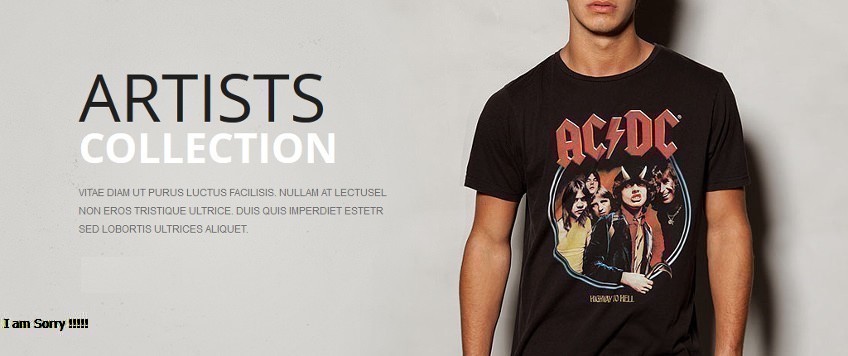 ARTISTS
COLLECTION
VITAE DIAM UT PURUS LUCTUS FACILISIS. NULLAM AT LECTUSEL
NON EROS TRISTIQUE ULTRICE. DUIS QUIS IMPERDIET ESTETR
SED LOBORTIS ULTRICES ALIQUET.
I am Sorry !!!!!
AC DC
HIGHWAY TO HELL